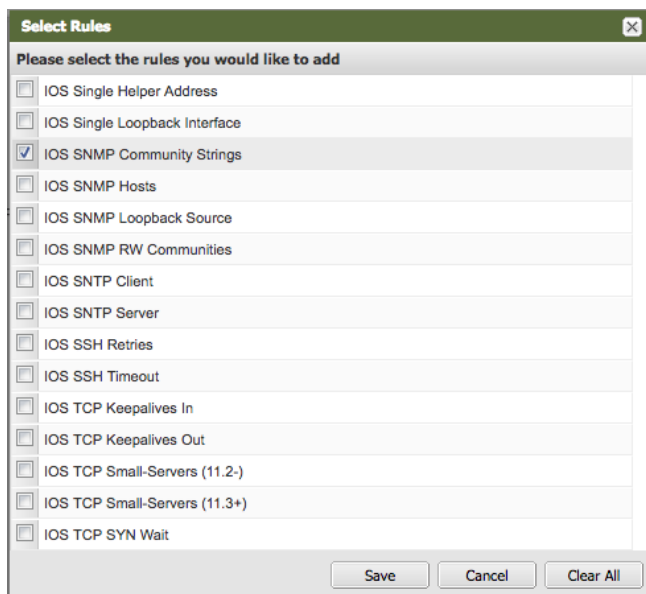 Select Rules
Please select the rules you would like to add
IOS Single Helper Address
IOS Single Loopback Interface
IOS SNMP Community Strings
IOS SNMP Hosts
IOS SNMP Loopback Source
IOS SNMP RW Communities
IOS SNTP Client
IOS SNTP Server
IOS SSH Retries
IOS SSH Timeout
IOS TCP Keepalives In
IOS TCP Keepalives Out
IOS TCP Small-Servers (11.2-)
IOS TCP Small-Servers (11.3+)
IOS TCP SYN Wait
Save Cancel Clear All